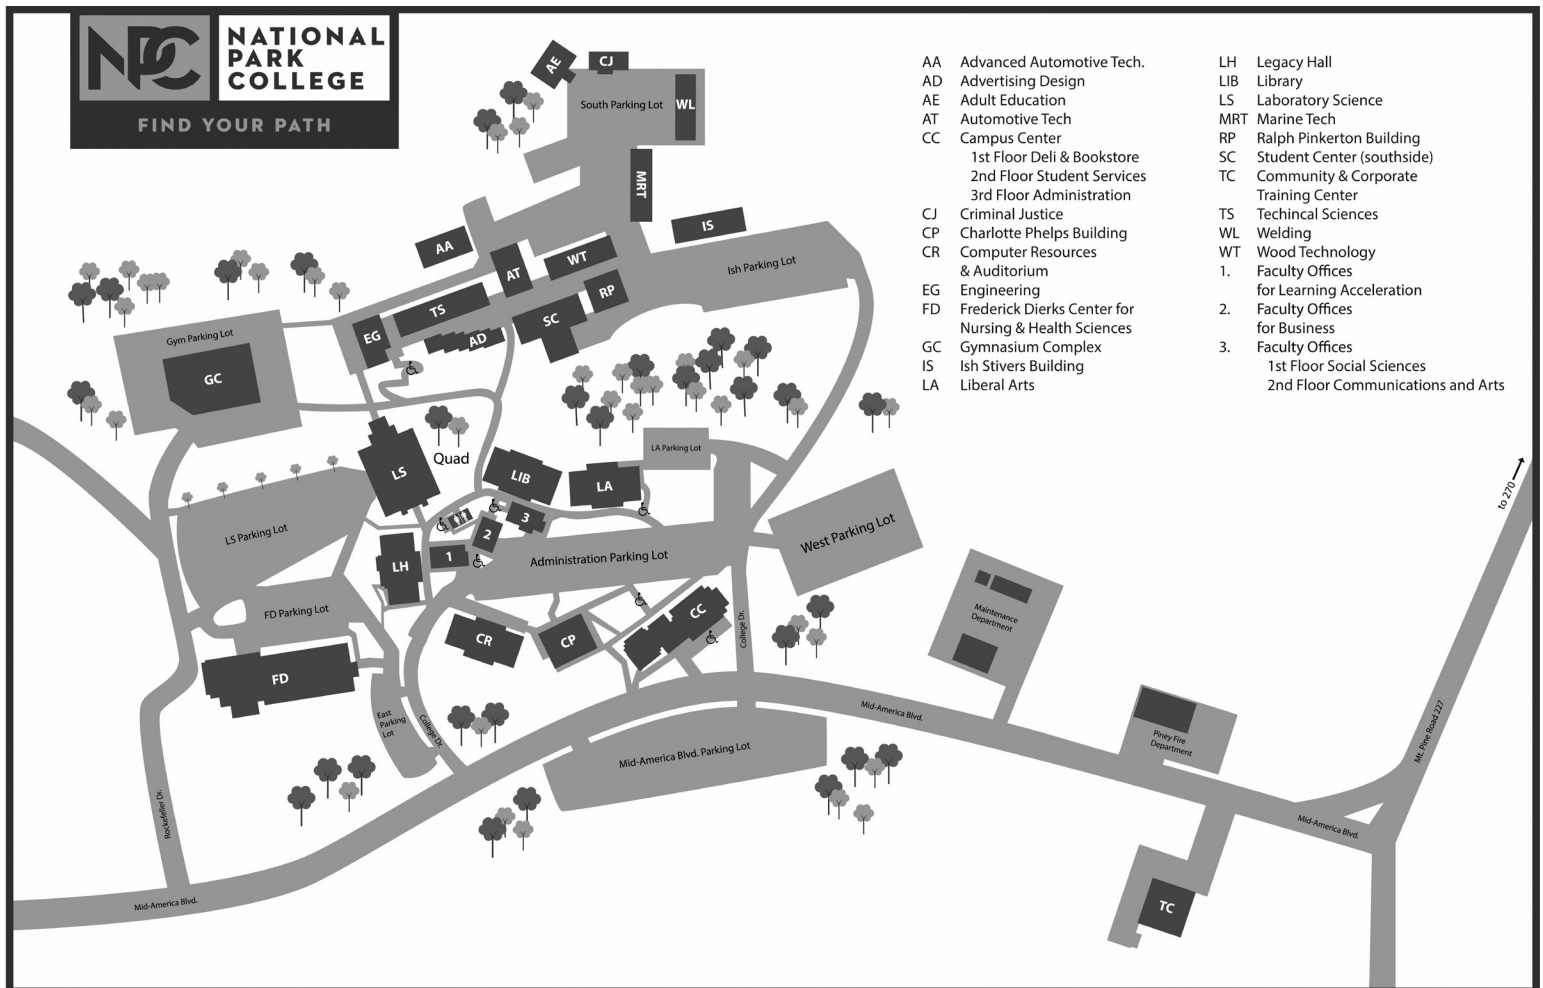 NPC
NATIONAL
PARK
COLLEGE
FIND YOUR PATH
AA Advanced Automotive Tech.
AD Advertising Design
AE Adult Education
AT Automotive Tech
CC Campus Center
1st Floor Deli & Bookstore
2nd Floor Student Services
3rd Floor Administration
CJ Criminal Justice
CP Charlotte Phelps Building
CR Computer Resources
& Auditorium
EG Engineering
FD Frederick Dierks Center for
Nursing & Health Sciences
GC Gymnasium Complex
IS Ish Stivers Building
LA Liberal Arts
LH Legacy Hall
LIB Library
LS Laboratory Science
MRT Marine Tech
RP Ralph Pinkerton Building
SC Student Center (southside)
TC Community & Corporate
Training Center
TS Techincal Sciences
WL Welding
WT Wood Technology
1. Faculty Offices
for Learning Acceleration
2. Faculty Offices
for Business
3. Faculty Offices
1st Floor Social Sciences
2nd Floor Communications and Arts
AE
CJ
South Parking Lot
WL
MRT
IS
AA
WT
AT
Ish Parking Lot
RP
TS
SC
EG
AD
Gym Parking Lot
GC
LA Parking Lot
Quad
LS
LIB
LA
3
2
1
LS Parking Lot
West Parking Lot
Administration Parking Lot
LH
FD Parking Lot
CC
CR
CP
College Dr.
Maintenance
Department
FD
East
Parking
Lot
College Dr.
Mid-America Blvd.
Mid-America Blvd. Parking Lot
Piney Fire
Department
to 270
Mt. Pine Road 227
Rockefeller Dr.
Mid-America Blvd.
Mid-America Blvd.
TC